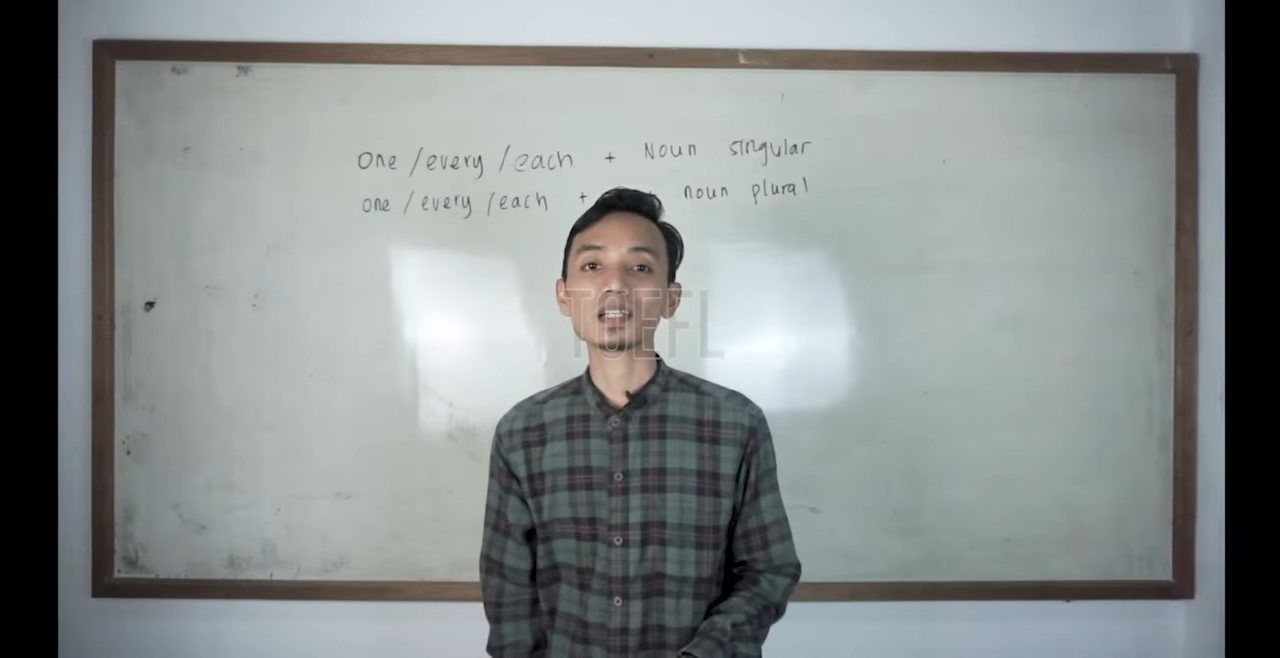 One / every / each + Noun singular
one / every / each + noun plural
TOEFL